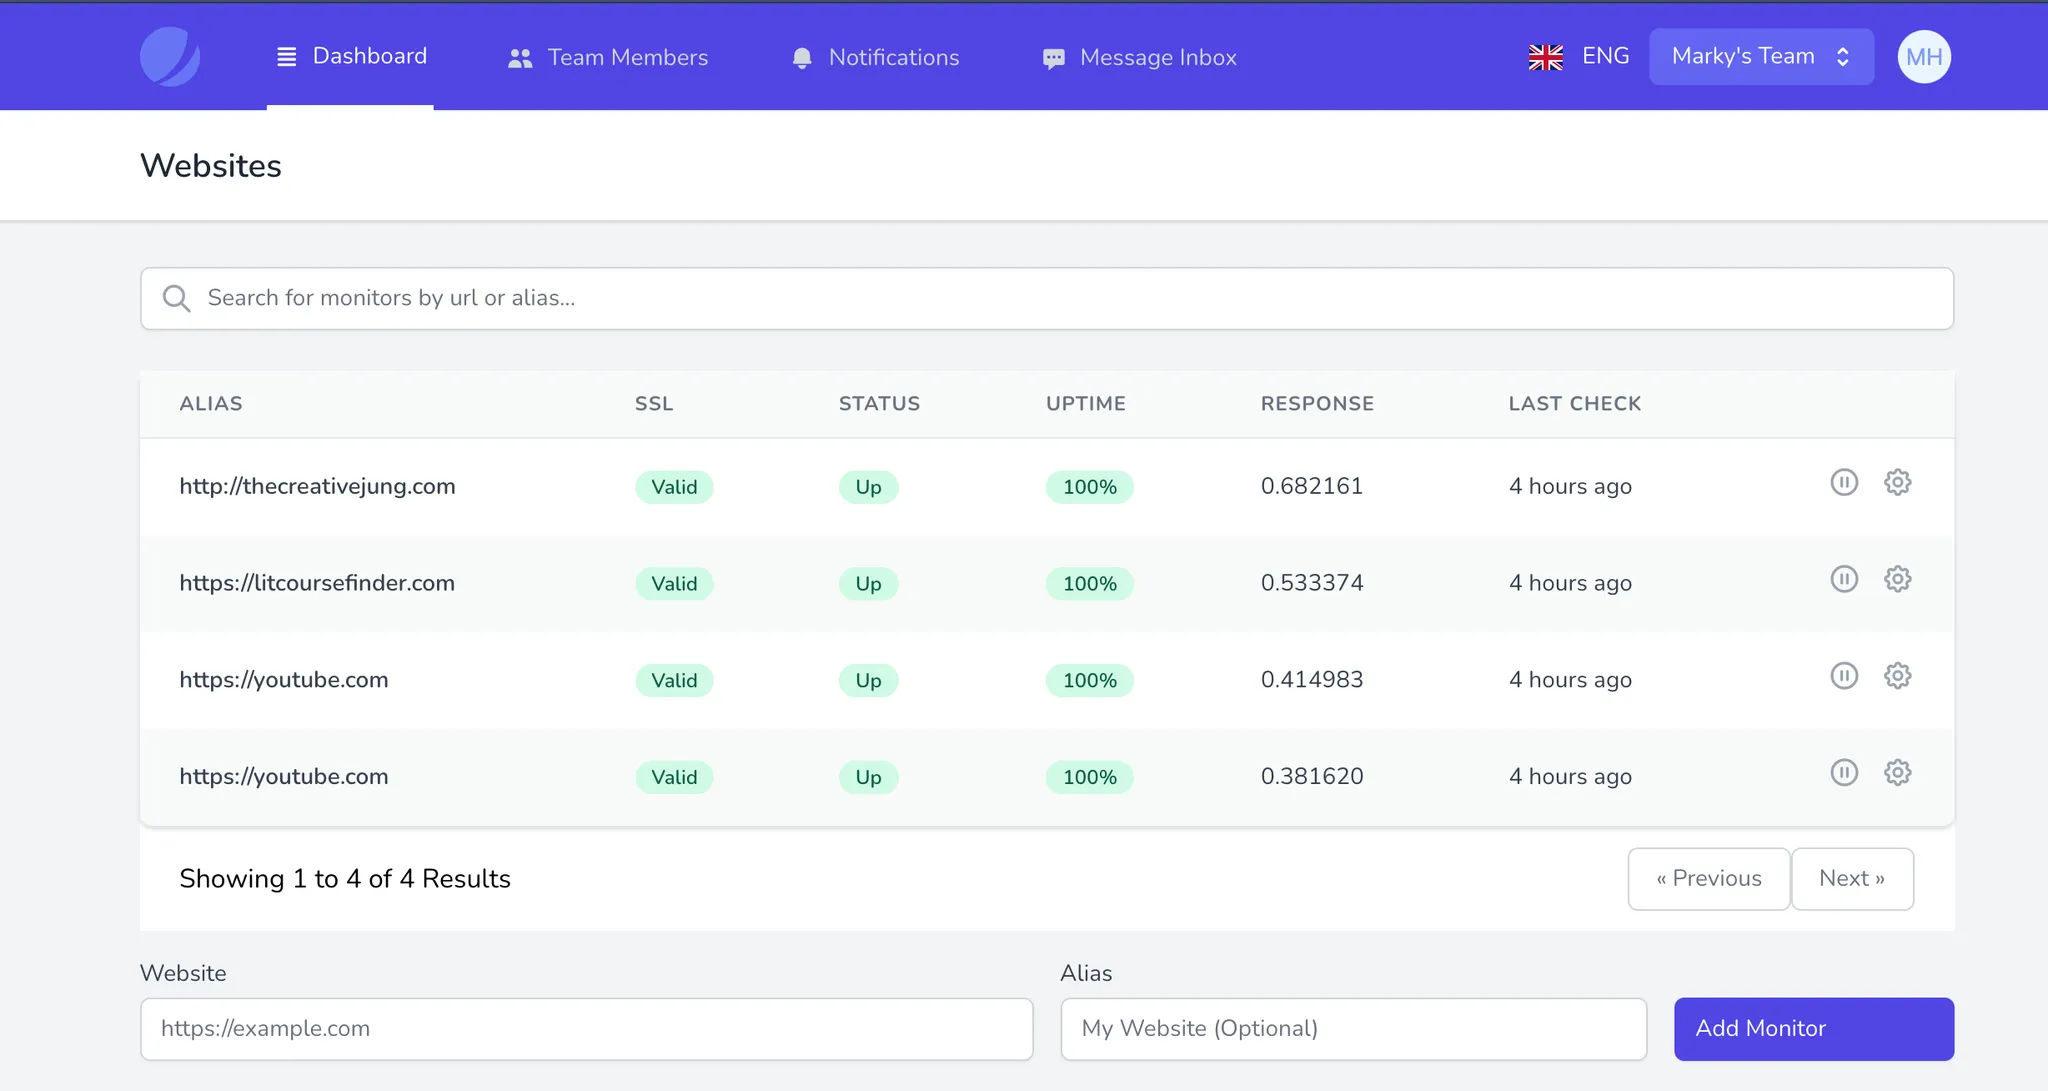 Dashboard Team Members Notifications Message Inbox ENG Marky's Team MH
Websites
Search for monitors by url or alias...
ALIAS SSL STATUS UPTIME RESPONSE LAST CHECK
http://thecreativejung.com Valid Up 100% 0.682161 4 hours ago
https://litcoursefinder.com Valid Up 100% 0.533374 4 hours ago
https://youtube.com Valid Up 100% 0.414983 4 hours ago
https://youtube.com Valid Up 100% 0.381620 4 hours ago
Showing 1 to 4 of 4 Results « Previous Next »
Website Alias
https://example.com My Website (Optional) Add Monitor